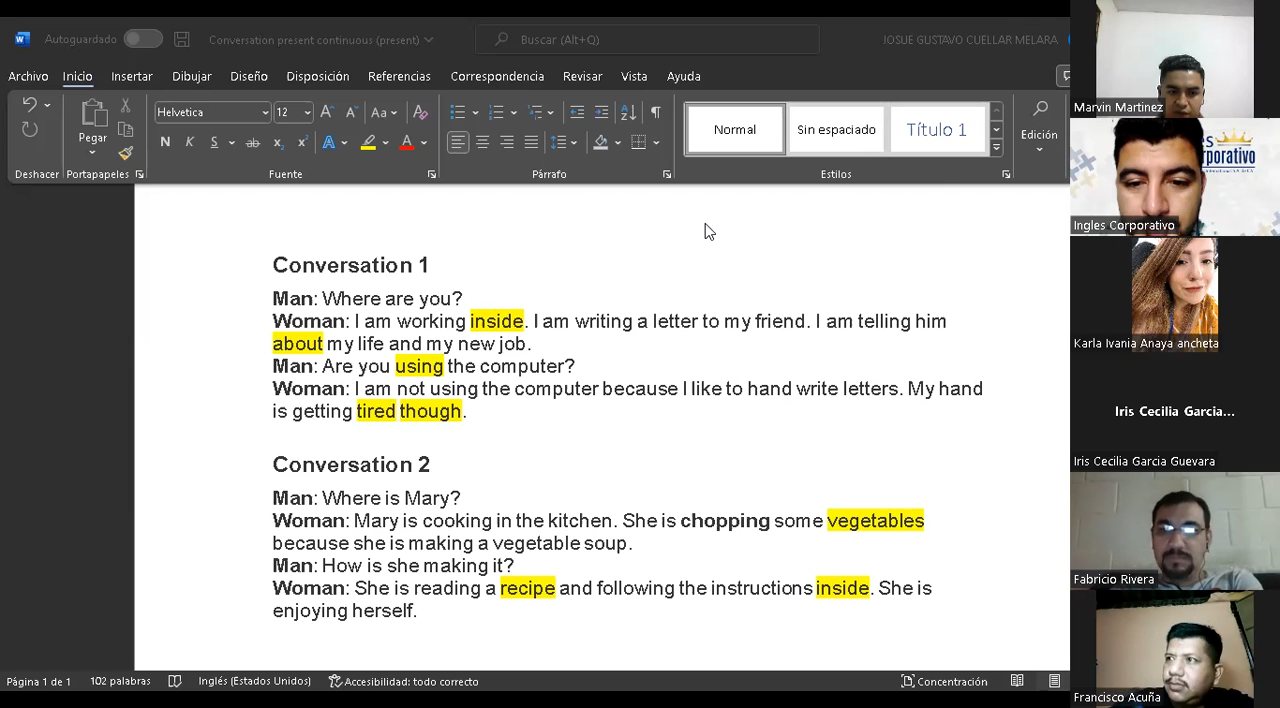 Autoguardado
Conversation present continuous (present)
Buscar (Alt+Q)
JOSUE GUSTAVO CUELLAR MELARA
Archivo Inicio Insertar Dibujar Diseño Disposición Referencias Correspondencia Revisar Vista Ayuda
Helvetica 12
Pegar
Normal
Sin espaciado
Título 1
Edición
Deshacer Portapapeles Fuente Párrafo Estilos
Conversation 1
Man: Where are you?
Woman: I am working inside. I am writing a letter to my friend. I am telling him
about my life and my new job.
Man: Are you using the computer?
Woman: I am not using the computer because I like to hand write letters. My hand
is getting tired though.
Conversation 2
Man: Where is Mary?
Woman: Mary is cooking in the kitchen. She is chopping some vegetables
because she is making a vegetable soup.
Man: How is she making it?
Woman: She is reading a recipe and following the instructions inside. She is
enjoying herself.
Página 1 de 1 102 palabras Inglés (Estados Unidos) Accesibilidad: todo correcto Concentración
Marvin Martinez
Ingles Corporativo
Karla Ivania Anaya ancheta
Iris Cecilia Garcia...
Iris Cecilia Garcia Guevara
Fabricio Rivera
Francisco Acuña